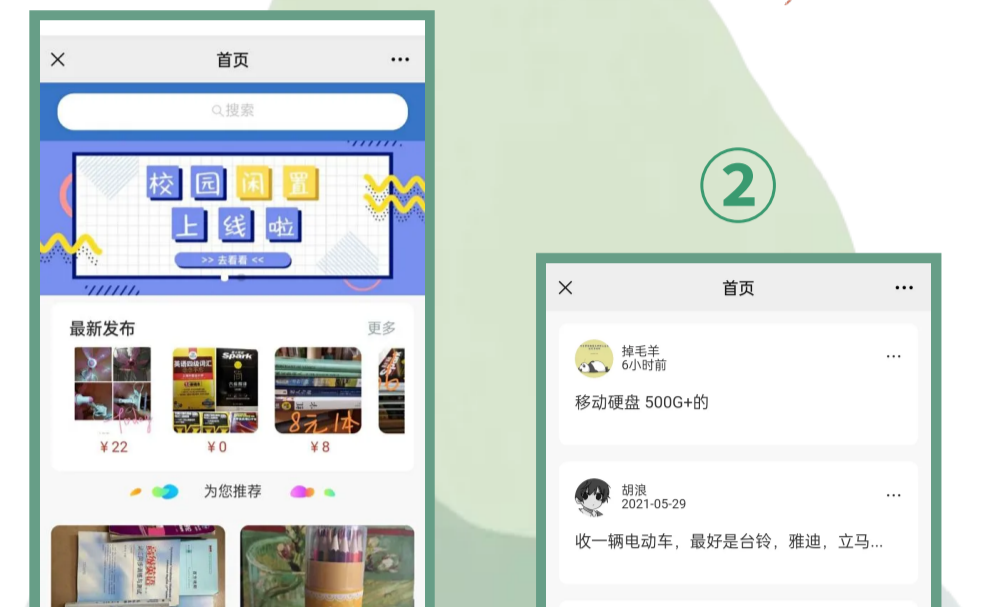 首页
搜索
校园闲置
上线啦
>> 去看看 <<
最新发布
更多
英语四级词汇
Spark
8元1本
¥22
¥0
¥8
为您推荐
②
首页
掉毛羊
6小时前
移动硬盘 500G+的
胡浪
2021-05-29
收一辆电动车，最好是台铃，雅迪，立马...